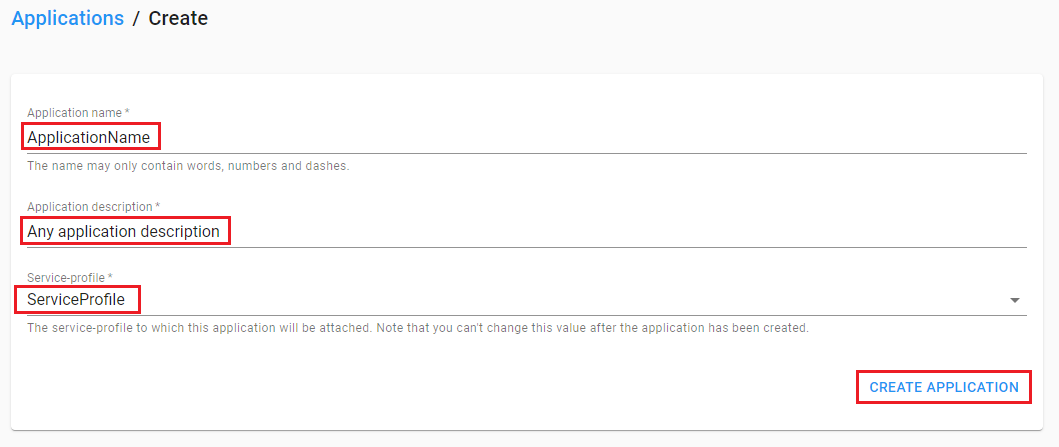 Applications / Create
Application name *
ApplicationName
The name may only contain words, numbers and dashes.
Application description *
Any application description
Service-profile *
ServiceProfile
The service-profile to which this application will be attached. Note that you can't change this value after the application has been created.
CREATE APPLICATION